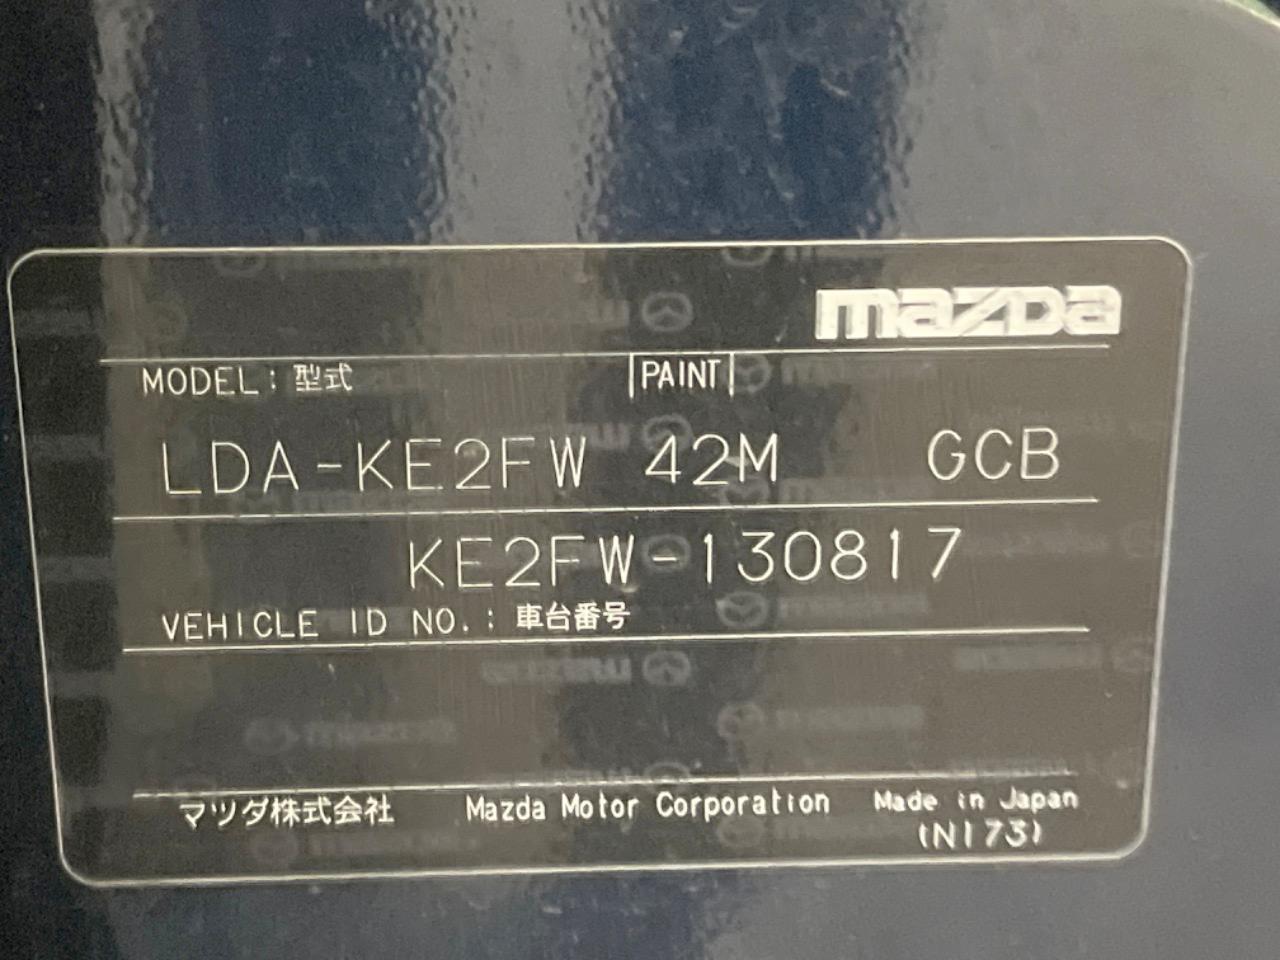 mazda
MODEL : 型式 PAINT
LDA-KE2FW 42M GCB
KE2FW-130817
VEHICLE ID NO. : 車台番号
マツダ株式会社 Mazda Motor Corporation Made in Japan
(N173)